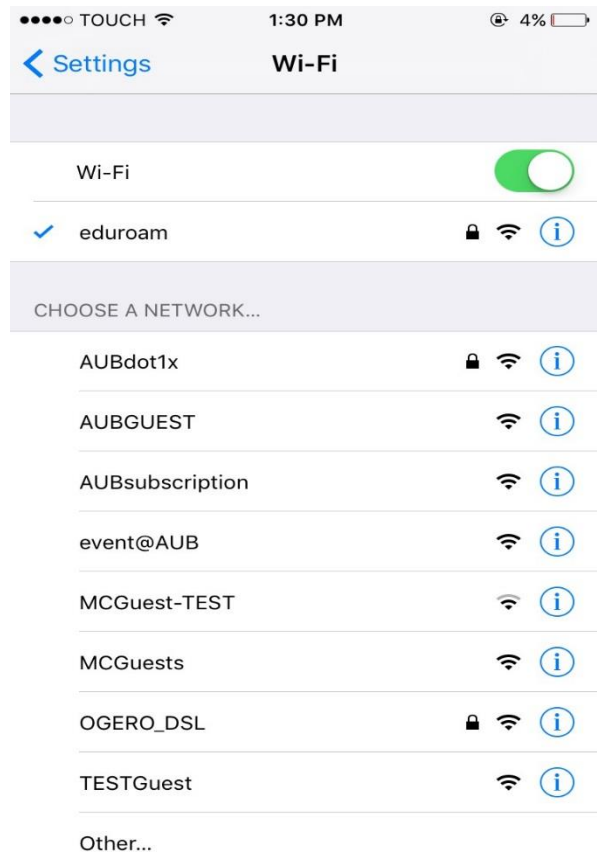 TOUCH 1:30 PM 4%
Settings Wi-Fi
Wi-Fi
eduroam
CHOOSE A NETWORK...
AUBdot1x
AUBGUEST
AUBsubscription
event@AUB
MCGuest-TEST
MCGuests
OGERO_DSL
TESTGuest
Other...